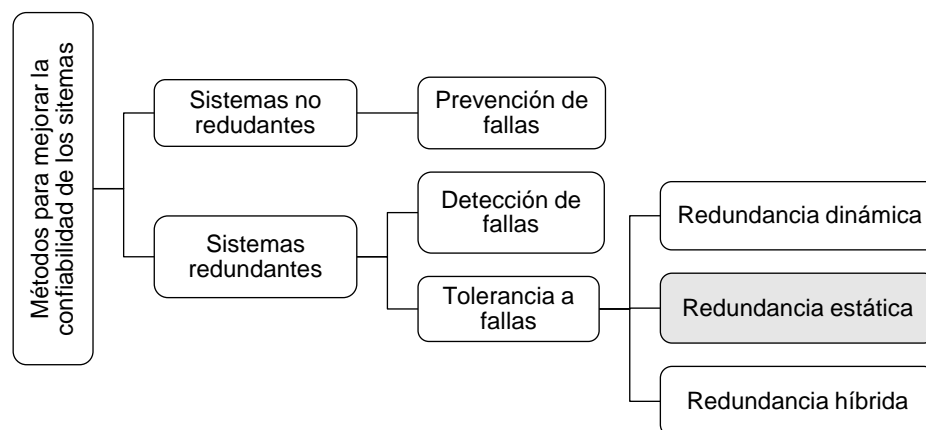 Métodos para mejorar la
confiabilidad de los sitemas
Sistemas no
redudantes
Prevención de
fallas
Sistemas
redundantes
Detección de
fallas
Tolerancia a
fallas
Redundancia dinámica
Redundancia estática
Redundancia híbrida